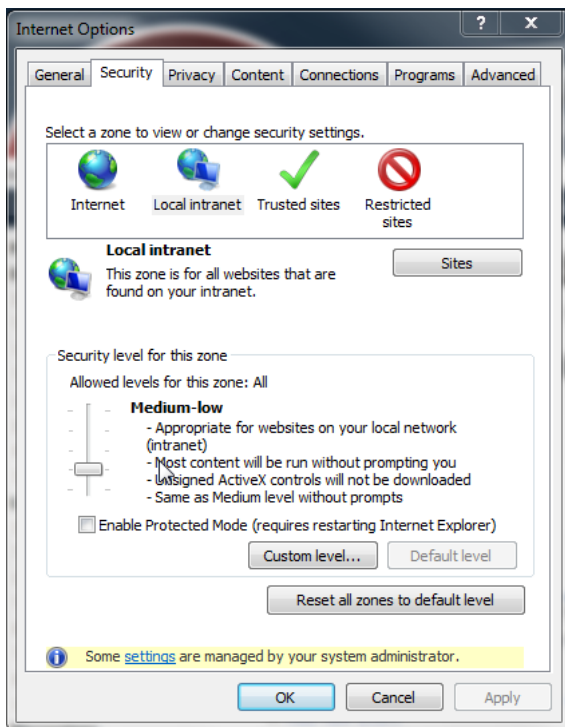 Internet Options
? x
General Security Privacy Content Connections Programs Advanced
Select a zone to view or change security settings.
Internet Local intranet Trusted sites Restricted
sites
Local intranet
This zone is for all websites that are
found on your intranet.
Sites
Security level for this zone
Allowed levels for this zone: All
Medium-low
- Appropriate for websites on your local network
(intranet)
- Most content will be run without prompting you
- Unsigned ActiveX controls will not be downloaded
- Same as Medium level without prompts
Enable Protected Mode (requires restarting Internet Explorer)
Custom level... Default level
Reset all zones to default level
Some settings are managed by your system administrator.
OK Cancel Apply